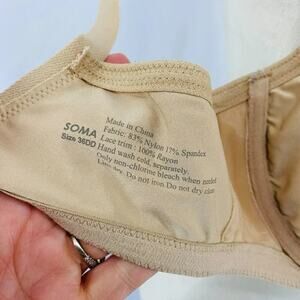 SOMA
Size 36DD
Made in China
Fabric: 83% Nylon 17% Spandex
Lace trim: 100% Rayon
Hand wash cold, separately.
Only non-chlorine bleach when needed
Line dry. Do not iron. Do not dry clean